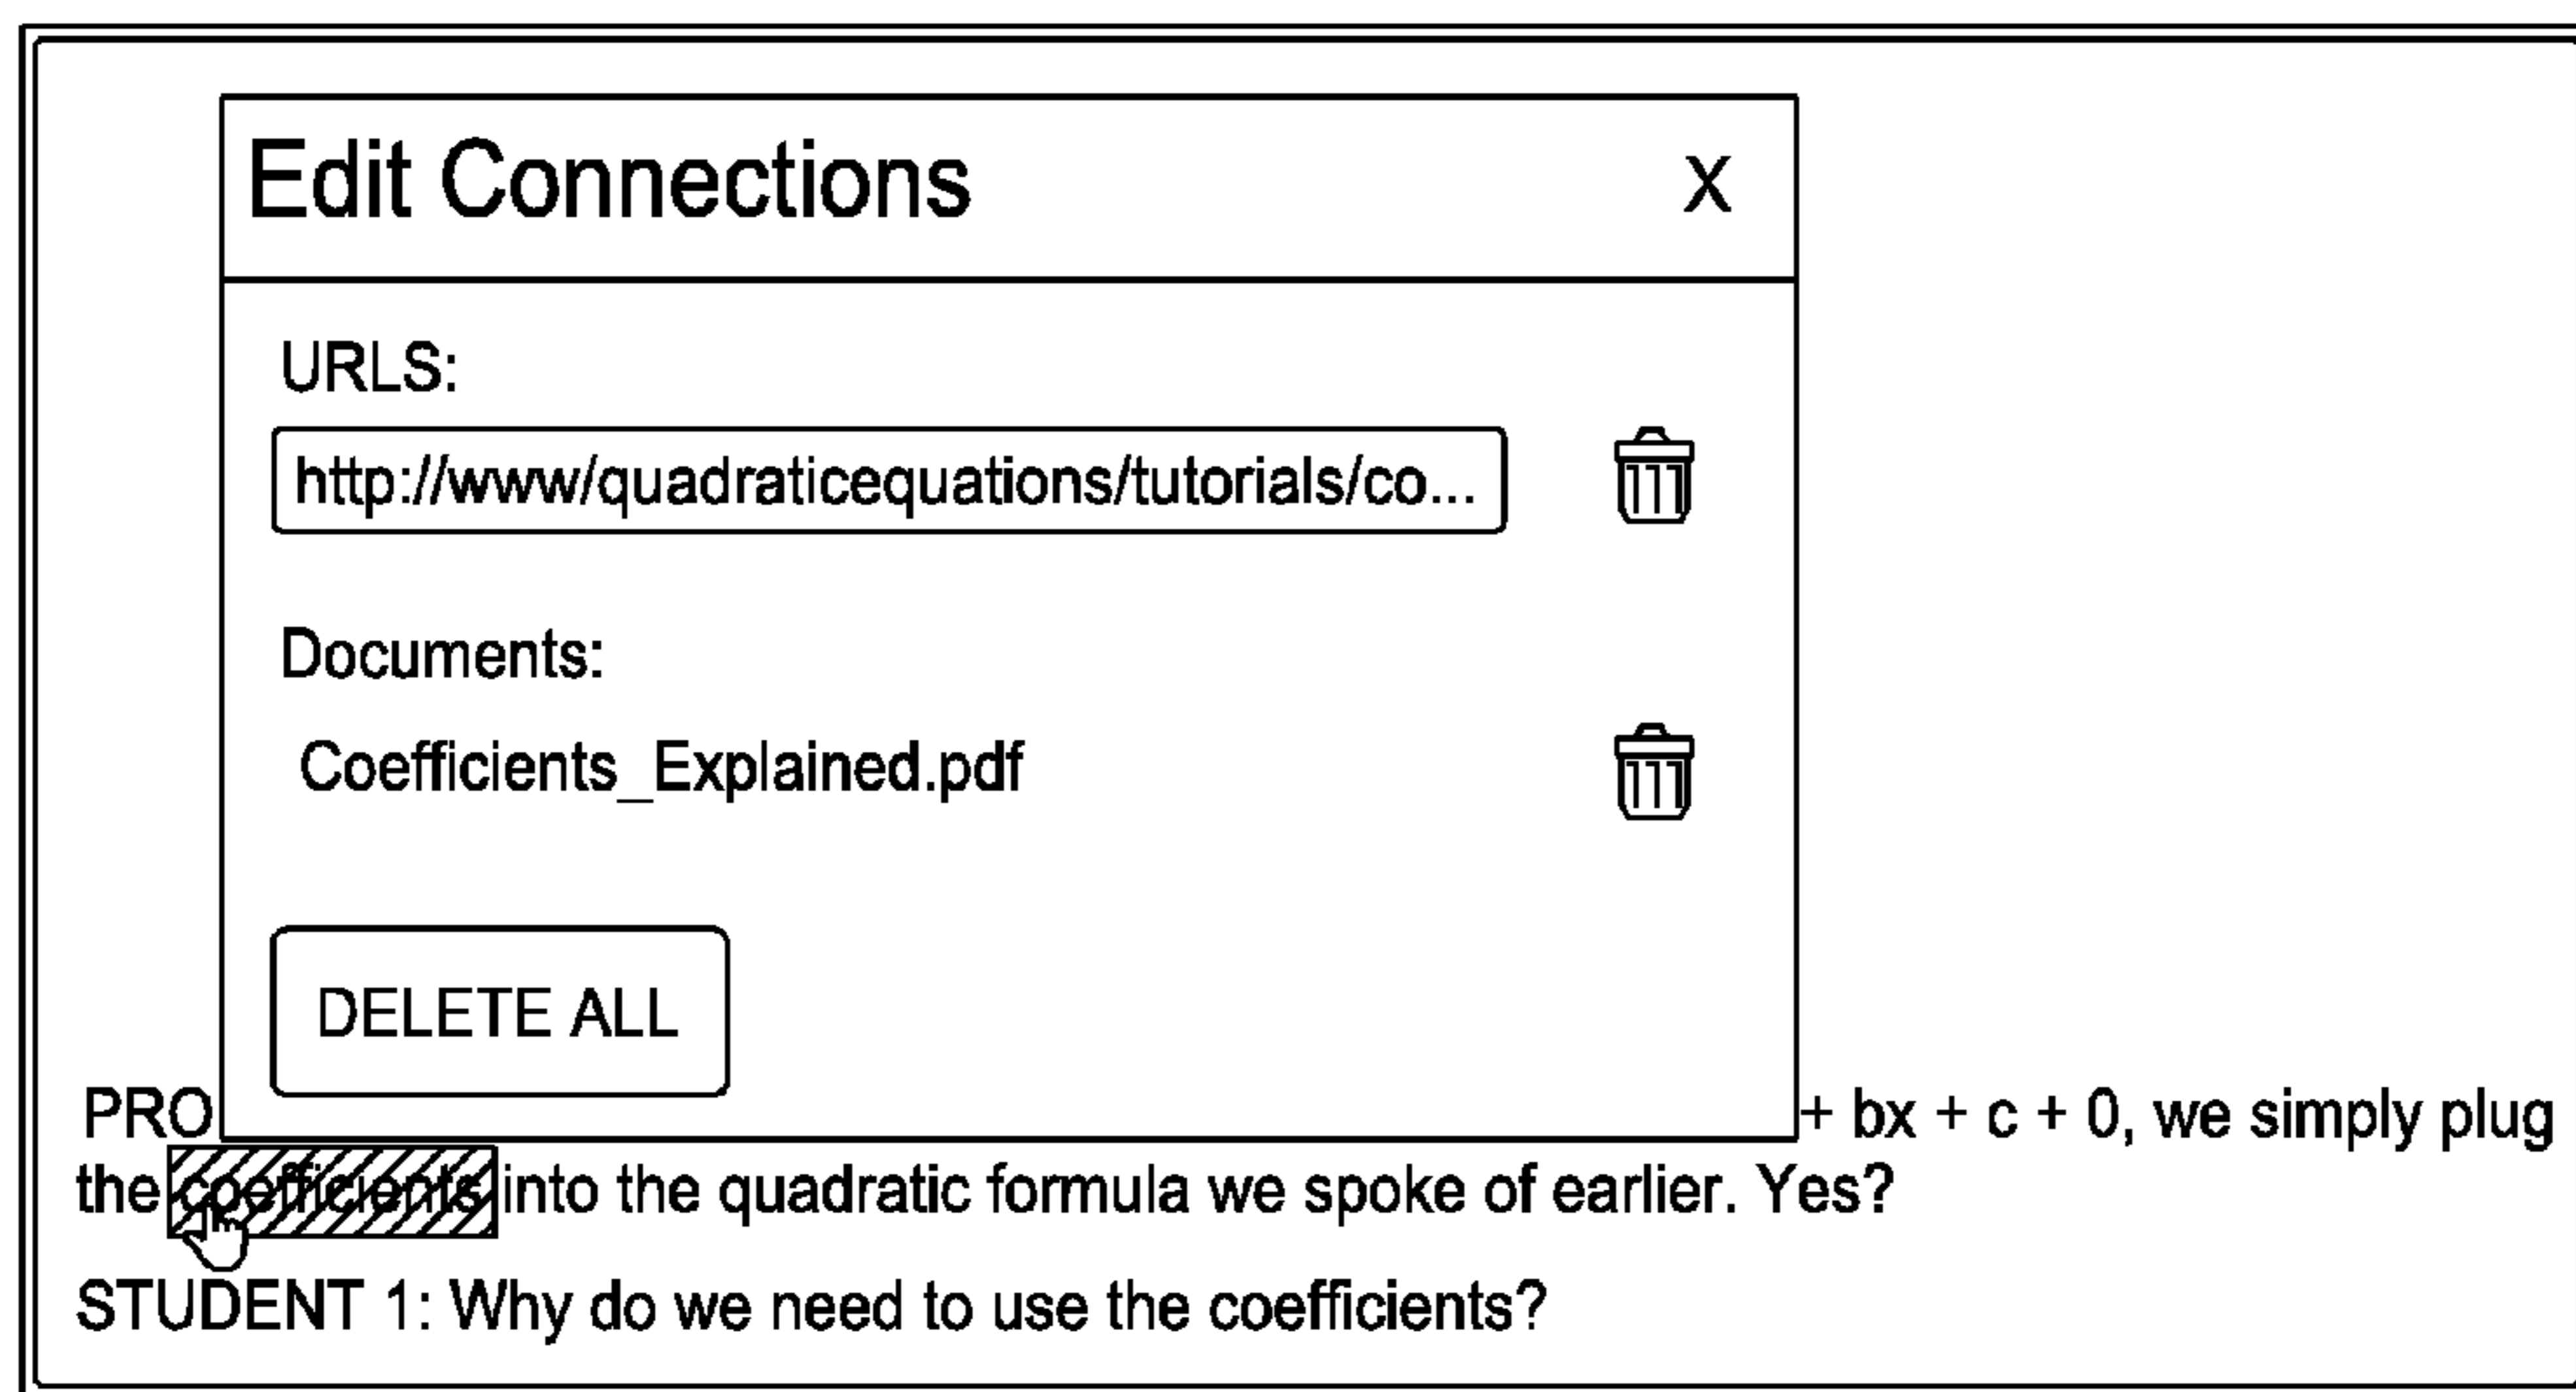 Edit Connections X
URLS:
http://www/quadraticequations/tutorials/co...
Documents:
Coefficients_Explained.pdf
DELETE ALL
PRO + bx + c + 0, we simply plug
the coefficients into the quadratic formula we spoke of earlier. Yes?
STUDENT 1: Why do we need to use the coefficients?